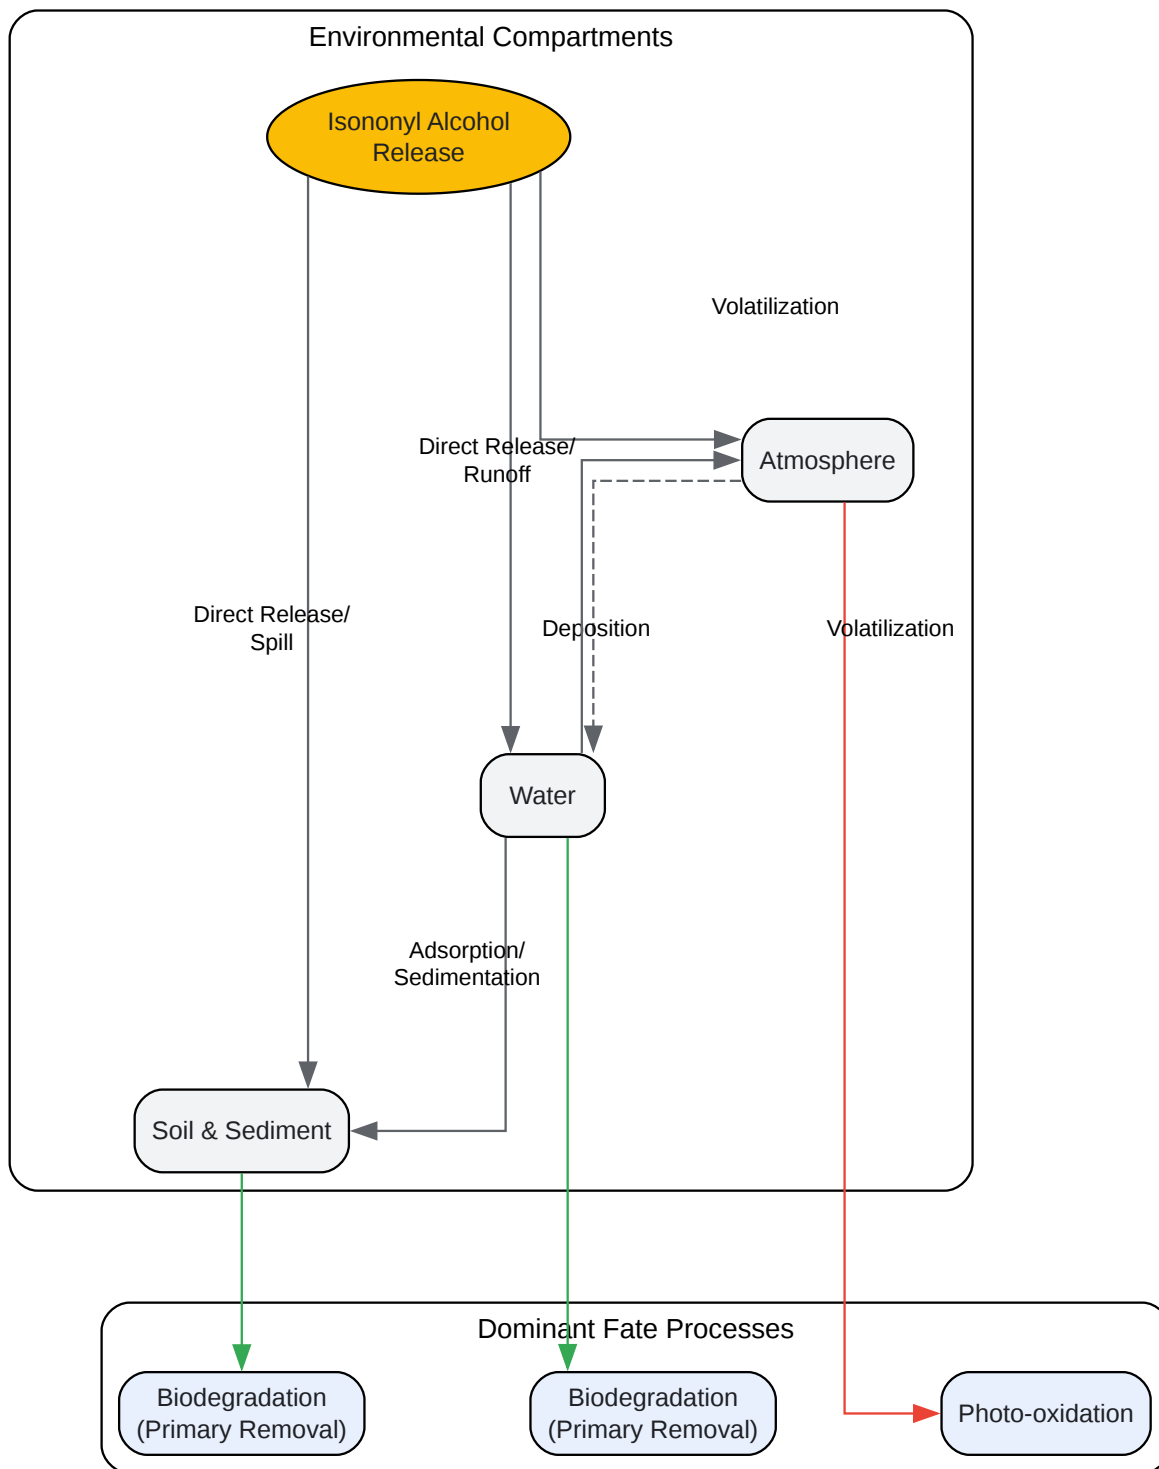 Environmental Compartments
Isononyl Alcohol
Release
Volatilization
Direct Release/
Runoff
Atmosphere
Direct Release/
Spill
Deposition
Volatilization
Water
Adsorption/
Sedimentation
Soil & Sediment
Dominant Fate Processes
Biodegradation
(Primary Removal)
Biodegradation
(Primary Removal)
Photo-oxidation